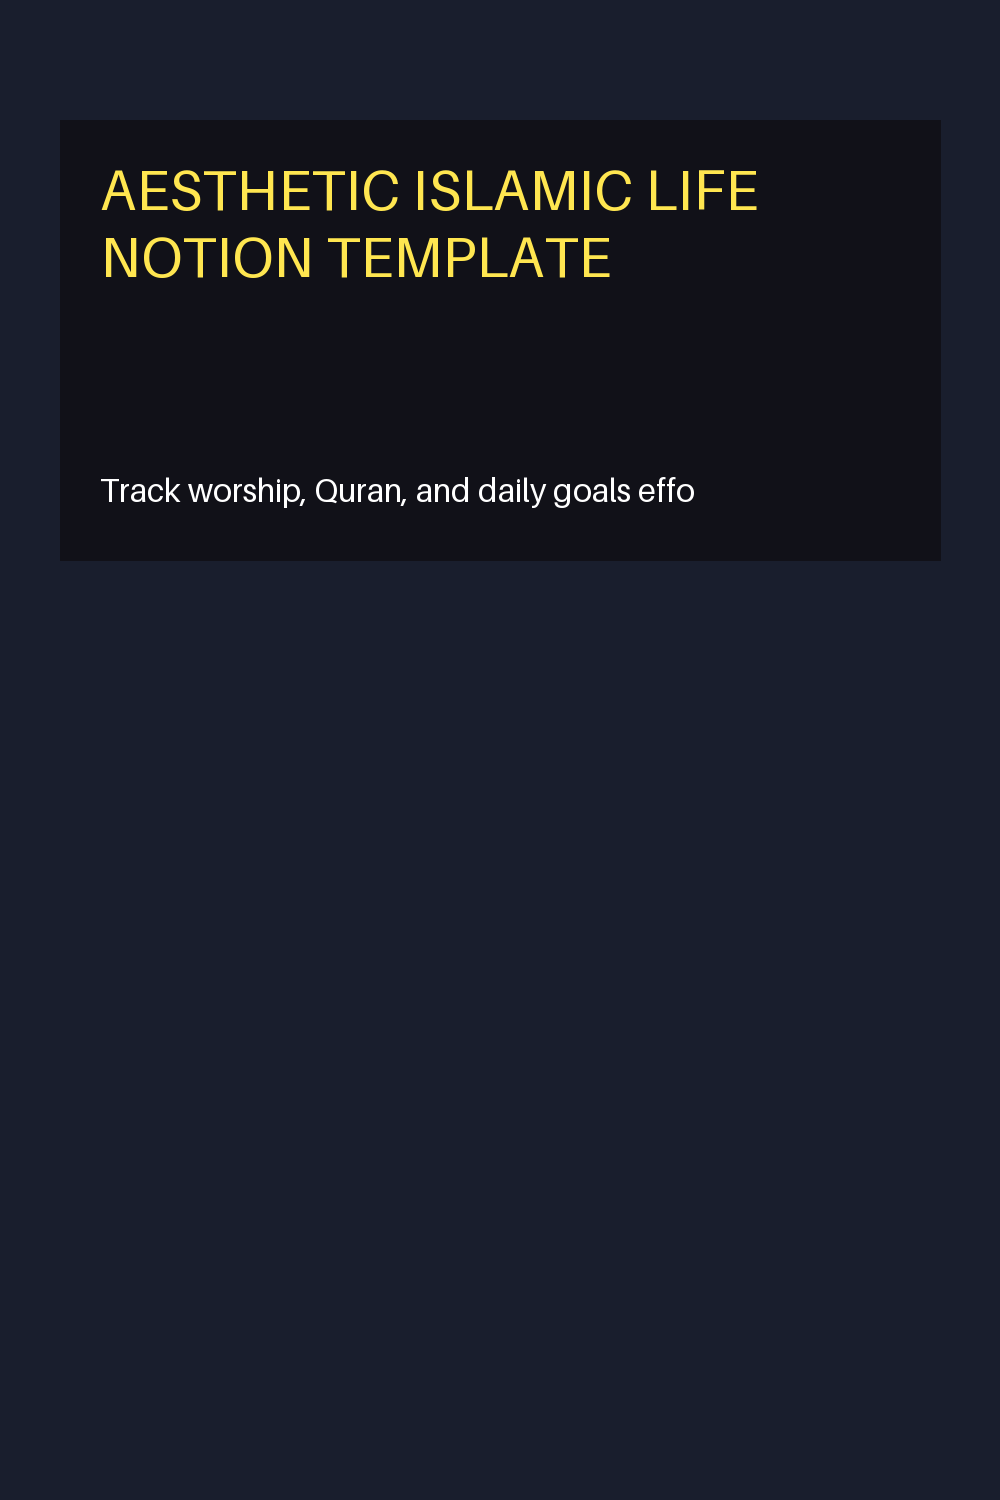 AESTHETIC ISLAMIC LIFE
NOTION TEMPLATE
Track worship, Quran, and daily goals effo